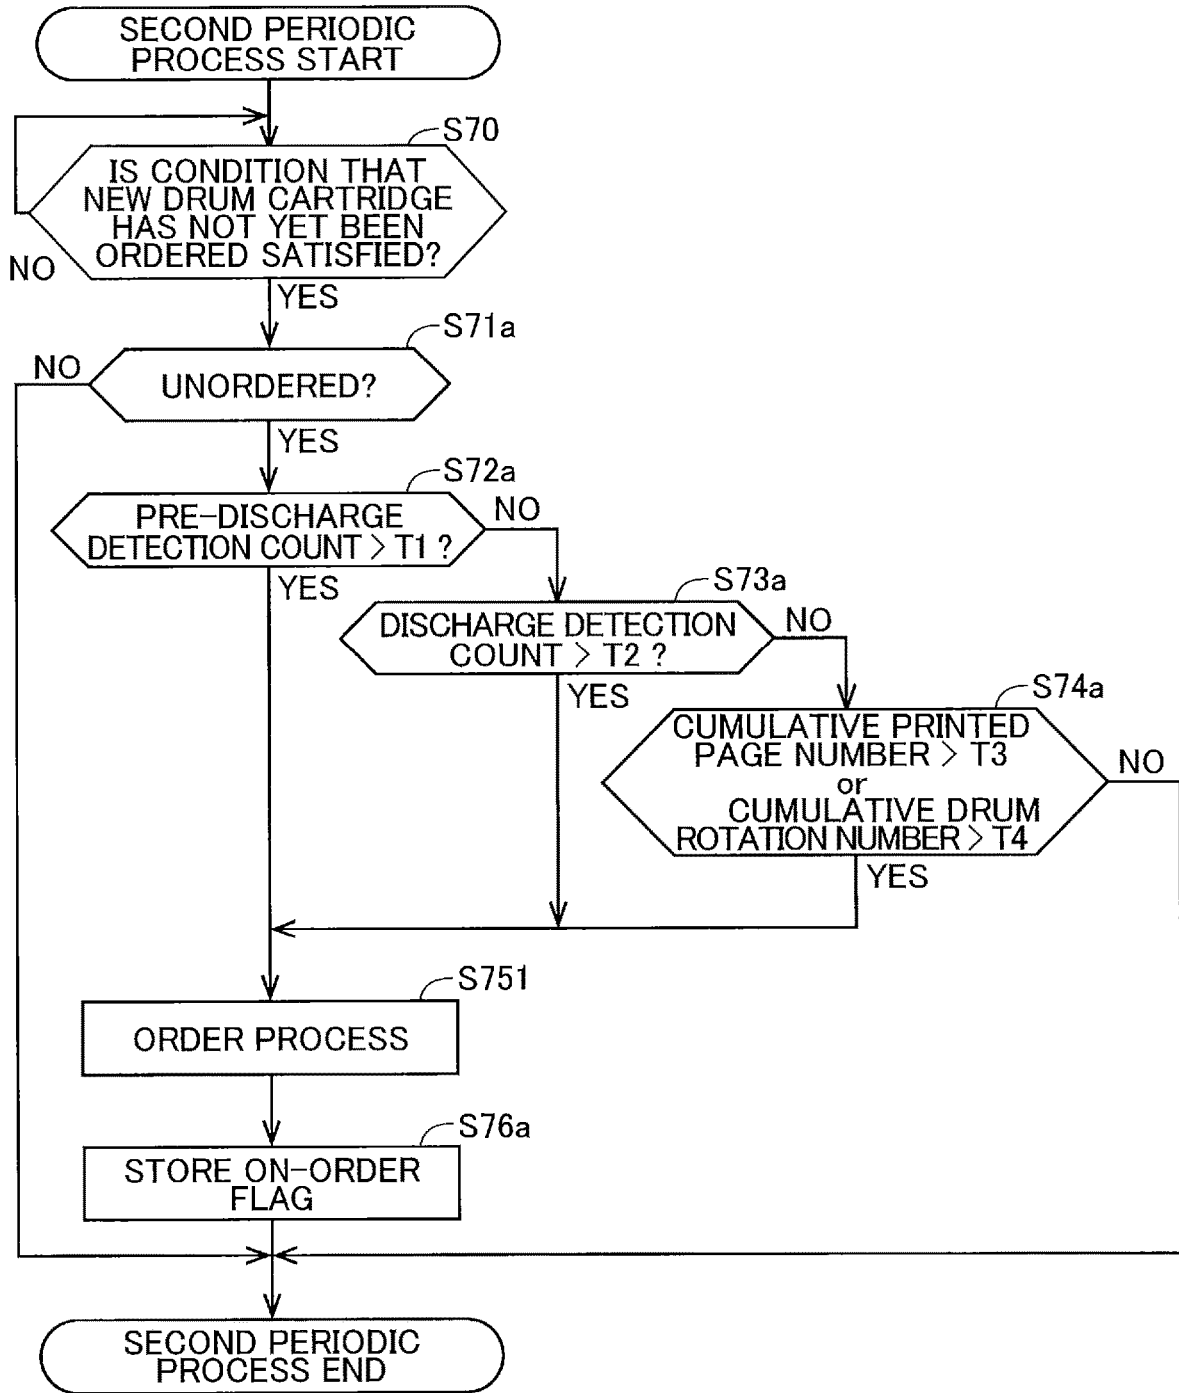 SECOND PERIODIC
PROCESS START
S70
IS CONDITION THAT
NEW DRUM CARTRIDGE
HAS NOT YET BEEN
ORDERED SATISFIED?
NO
YES
S71a
NO
UNORDERED?
YES
S72a
PRE-DISCHARGE
DETECTION COUNT > T1 ?
NO
YES
S73a
DISCHARGE DETECTION
COUNT > T2 ?
NO
YES
S74a
CUMULATIVE PRINTED
PAGE NUMBER > T3
or
CUMULATIVE DRUM
ROTATION NUMBER > T4
NO
YES
S751
ORDER PROCESS
S76a
STORE ON-ORDER
FLAG
SECOND PERIODIC
PROCESS END